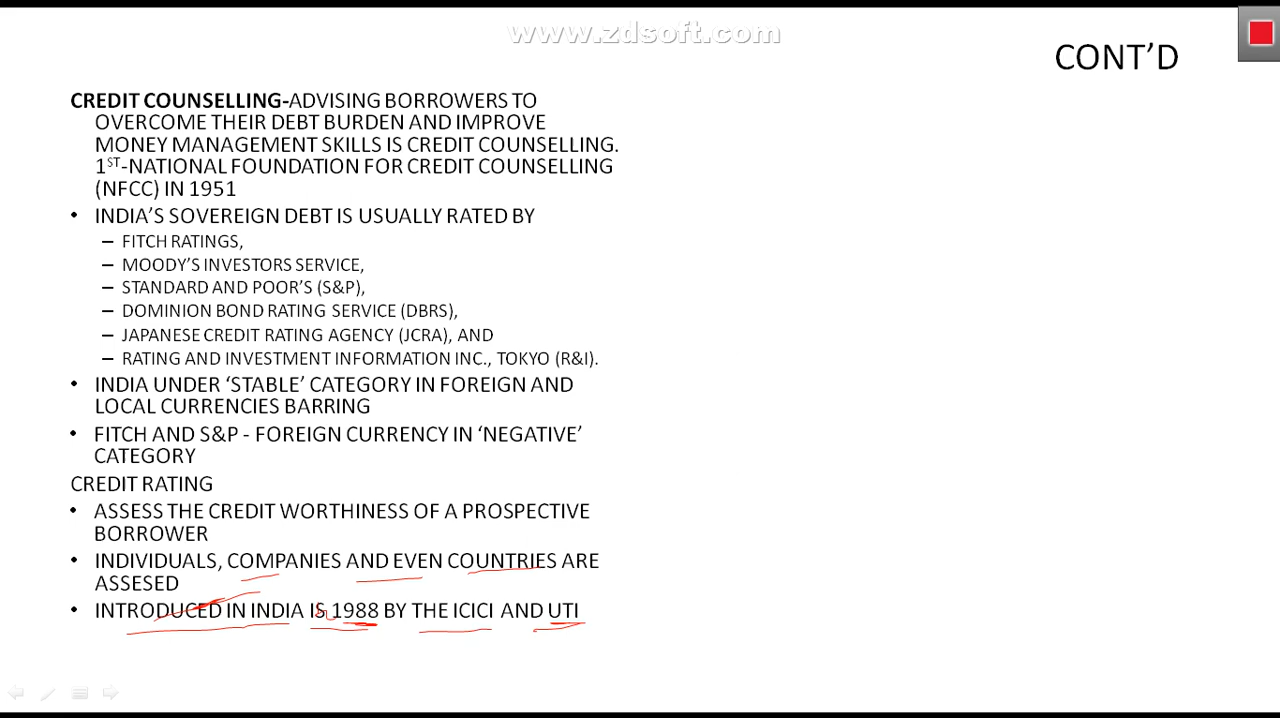 www.zdsoft.com
CONT’D
CREDIT COUNSELLING-ADVISING BORROWERS TO
OVERCOME THEIR DEBT BURDEN AND IMPROVE
MONEY MANAGEMENT SKILLS IS CREDIT COUNSELLING.
1ST-NATIONAL FOUNDATION FOR CREDIT COUNSELLING
(NFCC) IN 1951
• INDIA’S SOVEREIGN DEBT IS USUALLY RATED BY
– FITCH RATINGS,
– MOODY’S INVESTORS SERVICE,
– STANDARD AND POOR’S (S&P),
– DOMINION BOND RATING SERVICE (DBRS),
– JAPANESE CREDIT RATING AGENCY (JCRA), AND
– RATING AND INVESTMENT INFORMATION INC., TOKYO (R&I).
• INDIA UNDER ‘STABLE’ CATEGORY IN FOREIGN AND
LOCAL CURRENCIES BARRING
• FITCH AND S&P - FOREIGN CURRENCY IN ‘NEGATIVE’
CATEGORY
CREDIT RATING
• ASSESS THE CREDIT WORTHINESS OF A PROSPECTIVE
BORROWER
• INDIVIDUALS, COMPANIES AND EVEN COUNTRIES ARE
ASSESED
• INTRODUCED IN INDIA IS 1988 BY THE ICICI AND UTI